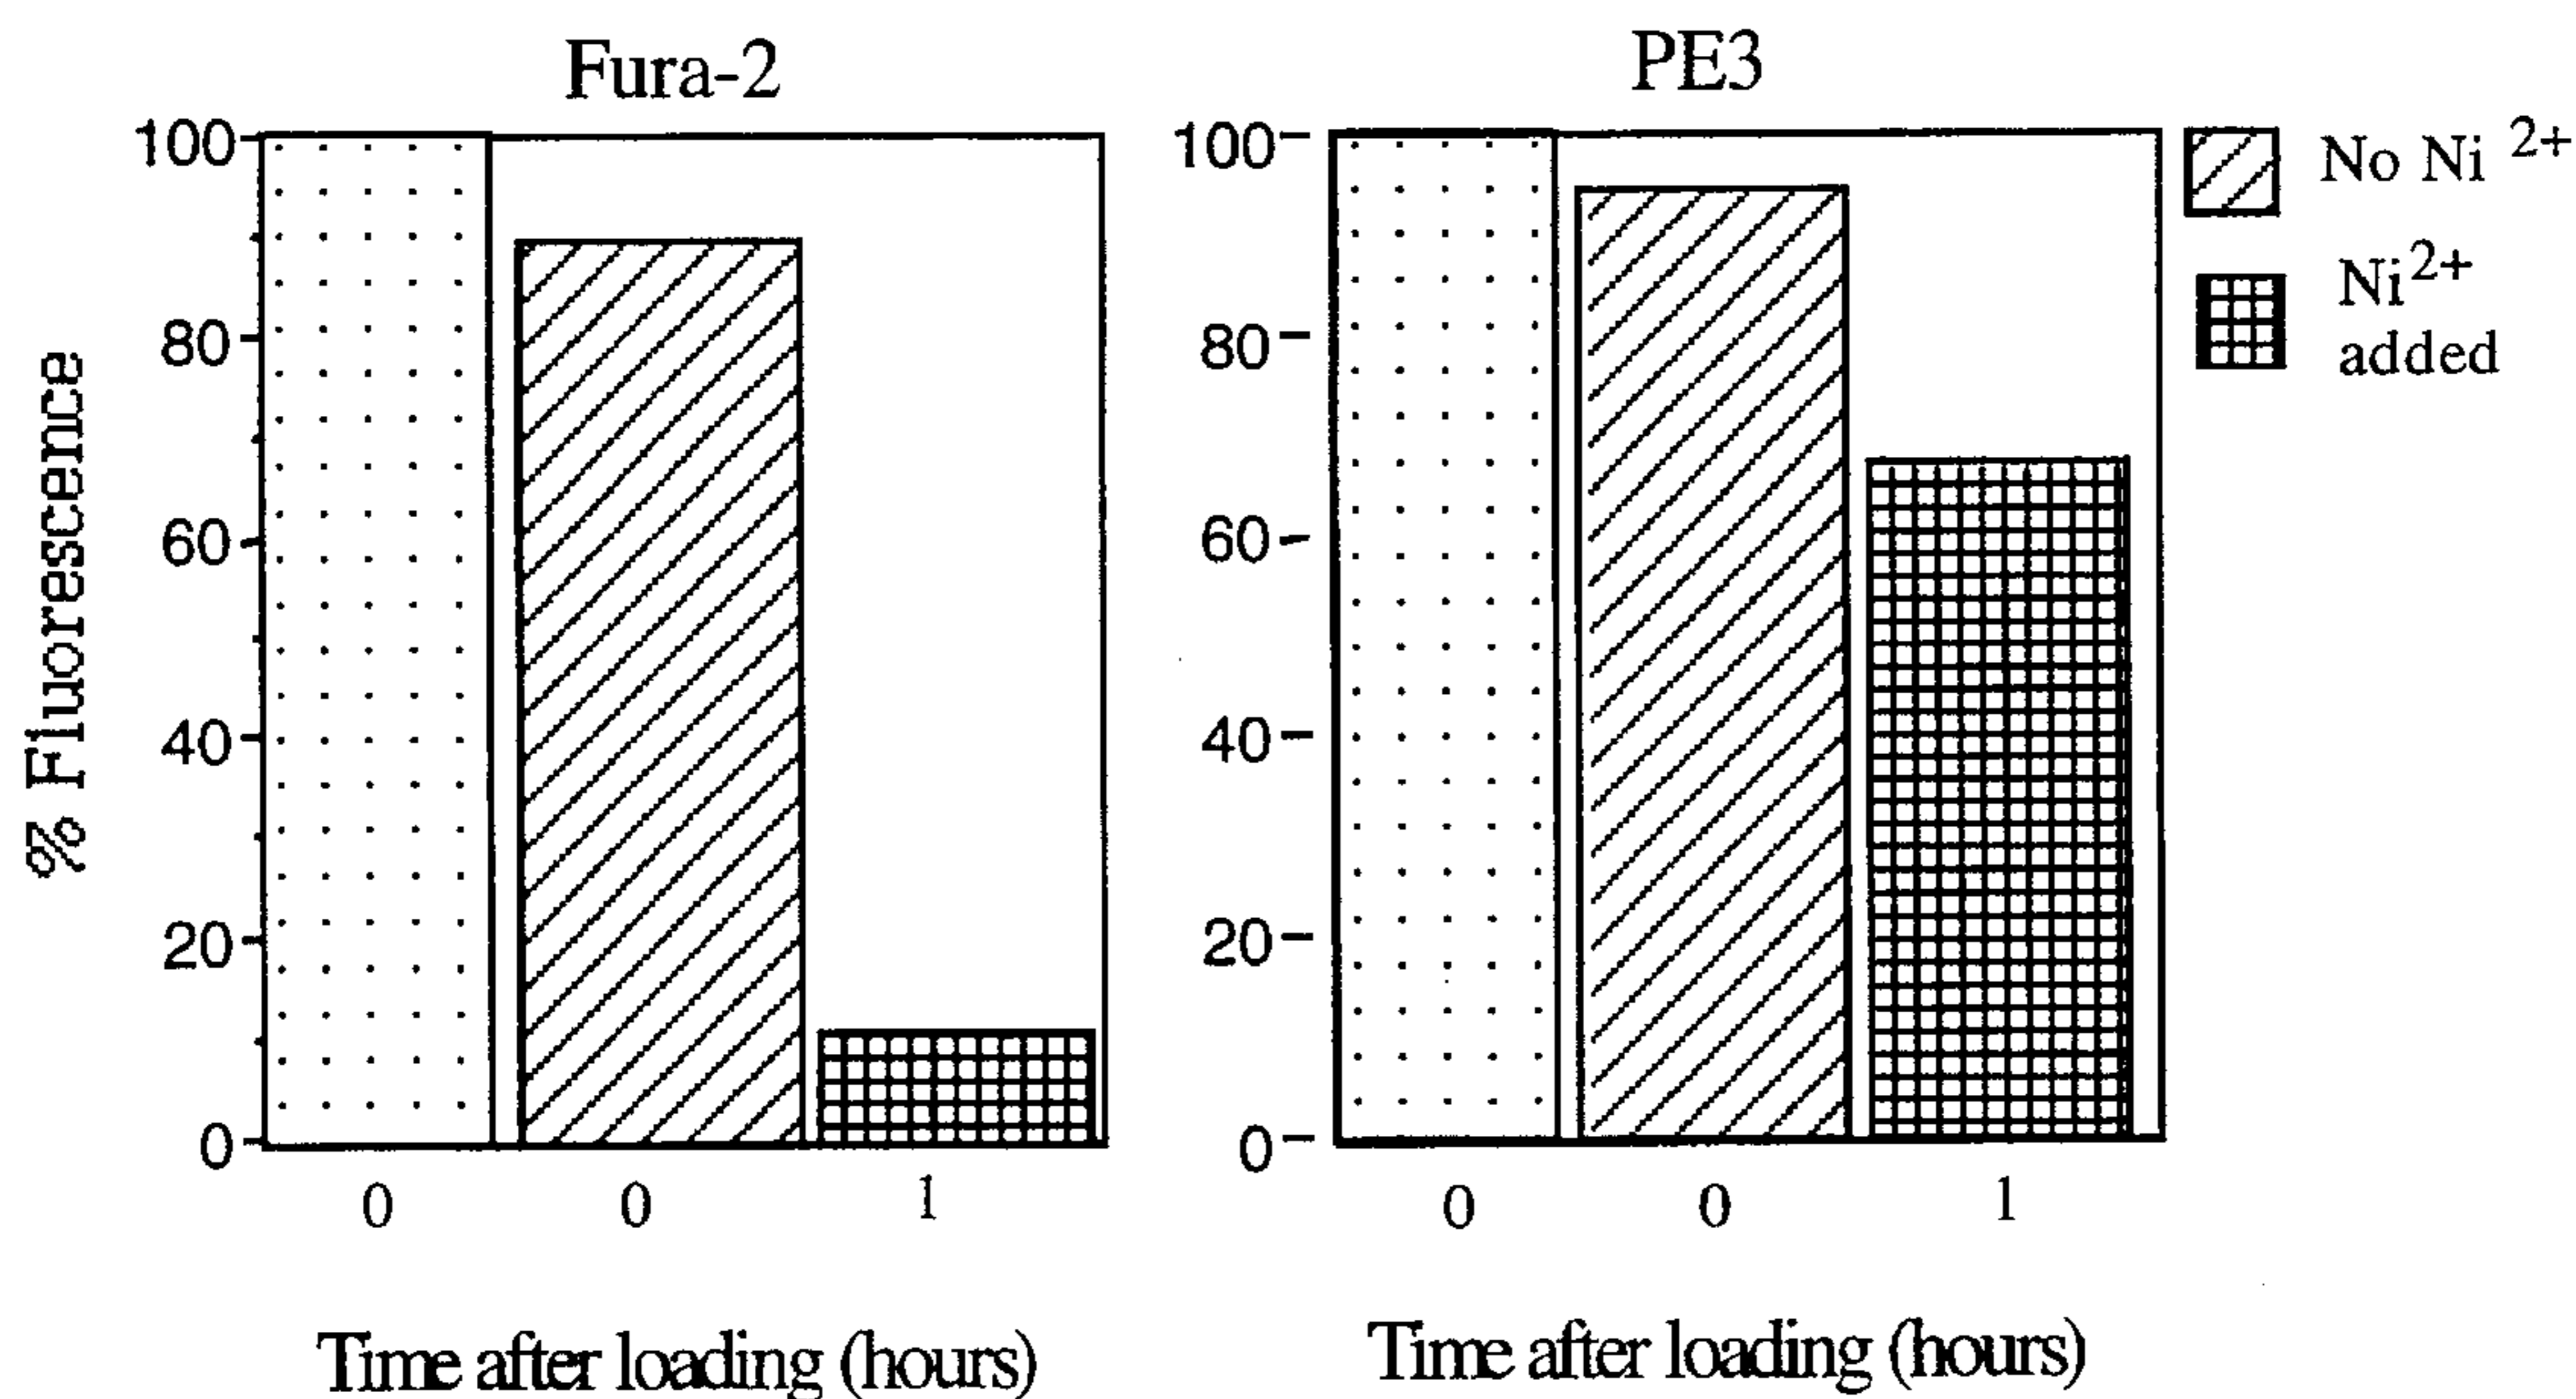 Fura-2
PE3
% Fluorescence
100
80
60
40
20
0
0 0 1
Time after loading (hours)
100
80
60
40
20
0
0 0 1
Time after loading (hours)
No Ni 2+
Ni2+
added